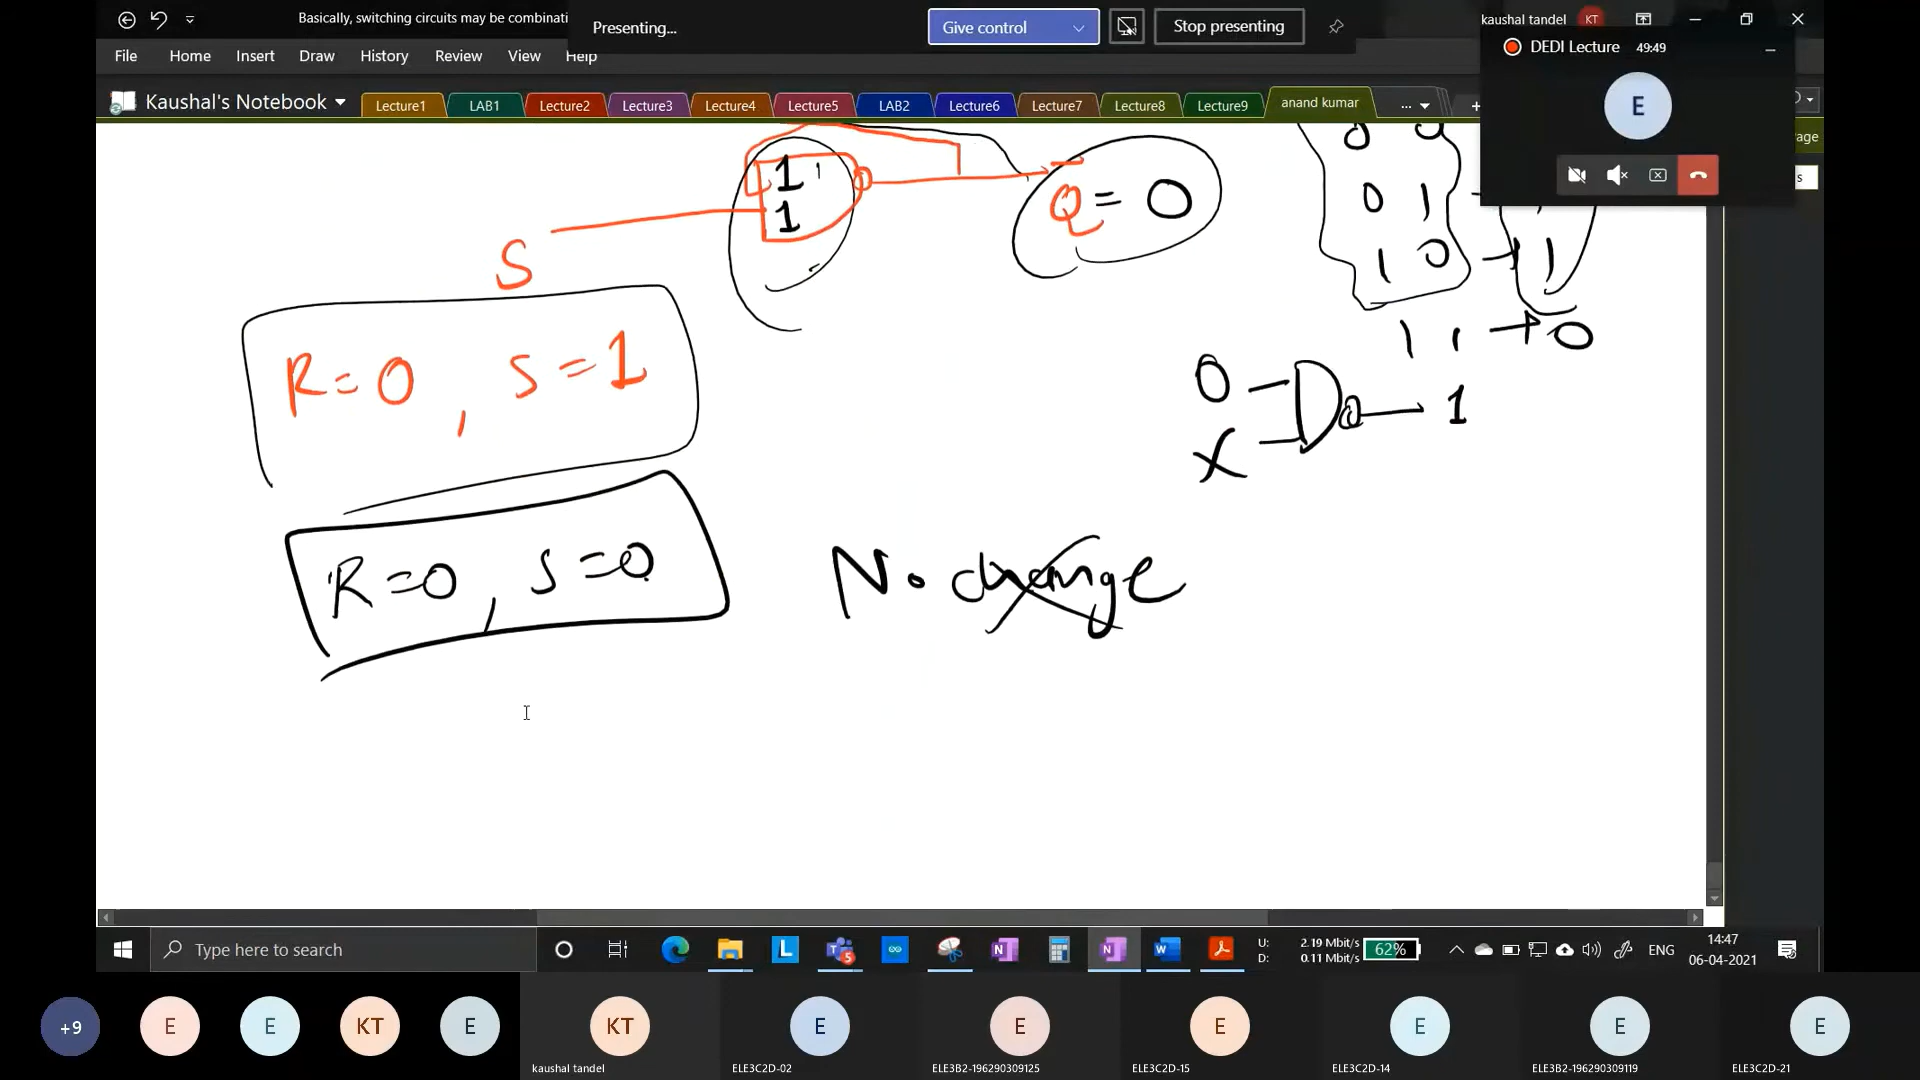 Basically, switching circuits may be combinati
Presenting...
Give control
Stop presenting
kaushal tandel
KT
DEDI Lecture 49:49
File Home Insert Draw History Review View Help
E
Kaushal's Notebook
Lecture1 LAB1 Lecture2 Lecture3 Lecture4 Lecture5 LAB2 Lecture6 Lecture7 Lecture8 Lecture9 anand kumar ... +
age
s
0 0
1 1
1
Q̅ = 0
0 1
S
1 0 → 1
1 1 → 0
R=0, S=1
0
1
X
R=0, S=0
No change
Type here to search
U: 2.19 Mbit/s
D: 0.11 Mbit/s
62%
ENG
14:47
06-04-2021
+9 E E KT E KT E E E E E E
kaushal tandel ELE3C2D-02 ELE3B2-196290309125 ELE3C2D-15 ELE3C2D-14 ELE3B2-196290309119 ELE3C2D-21